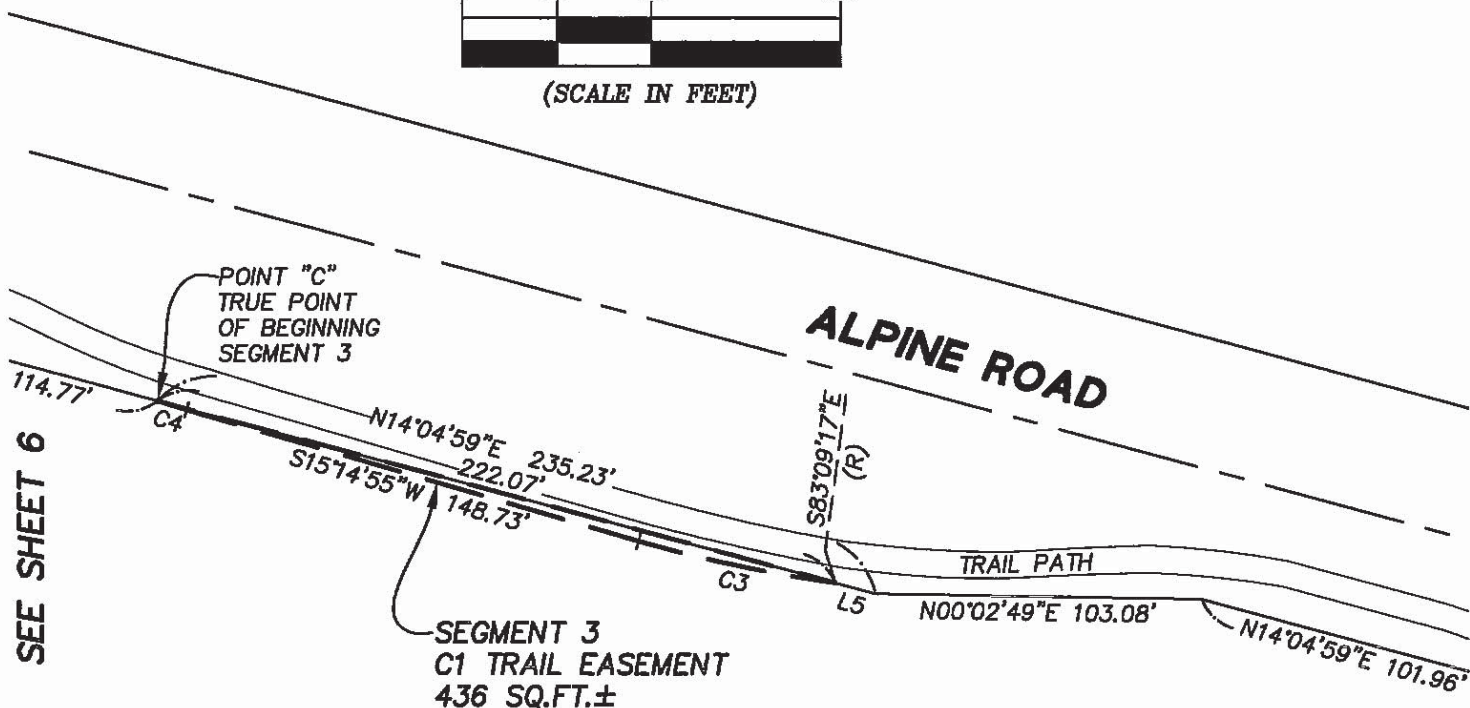 (SCALE IN FEET)
POINT "C"
TRUE POINT
OF BEGINNING
SEGMENT 3
ALPINE ROAD
114.77'
C4
N14°04'59"E 235.23'
222.07'
S15°14'55"W 148.73'
S83°09'17"E
(R)
TRAIL PATH
C3
L5
N00°02'49"E 103.08'
N14°04'59"E 101.96'
SEE SHEET 6
SEGMENT 3
C1 TRAIL EASEMENT
436 SQ.FT.±